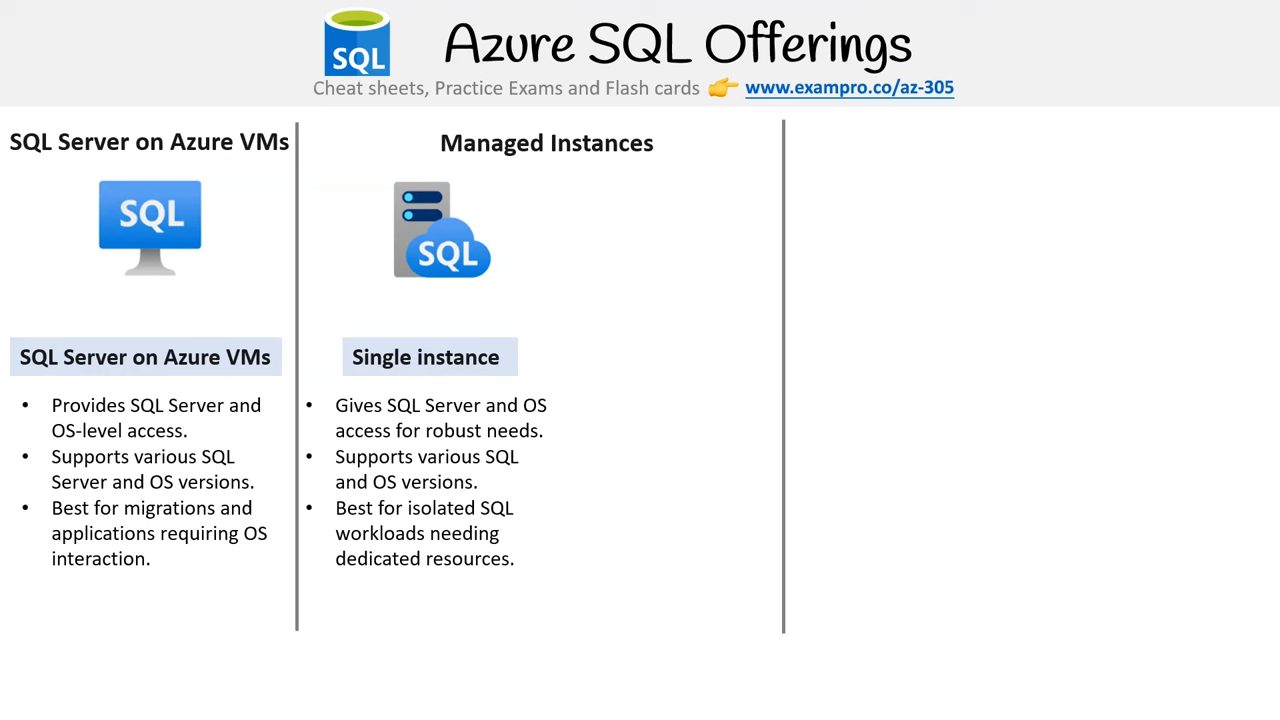 SQL
Azure SQL Offerings
Cheat sheets, Practice Exams and Flash cards 👉 www.exampro.co/az-305
SQL Server on Azure VMs
SQL
SQL Server on Azure VMs
• Provides SQL Server and
OS-level access.
• Supports various SQL
Server and OS versions.
• Best for migrations and
applications requiring OS
interaction.
Managed Instances
SQL
Single instance
• Gives SQL Server and OS
access for robust needs.
• Supports various SQL
and OS versions.
• Best for isolated SQL
workloads needing
dedicated resources.